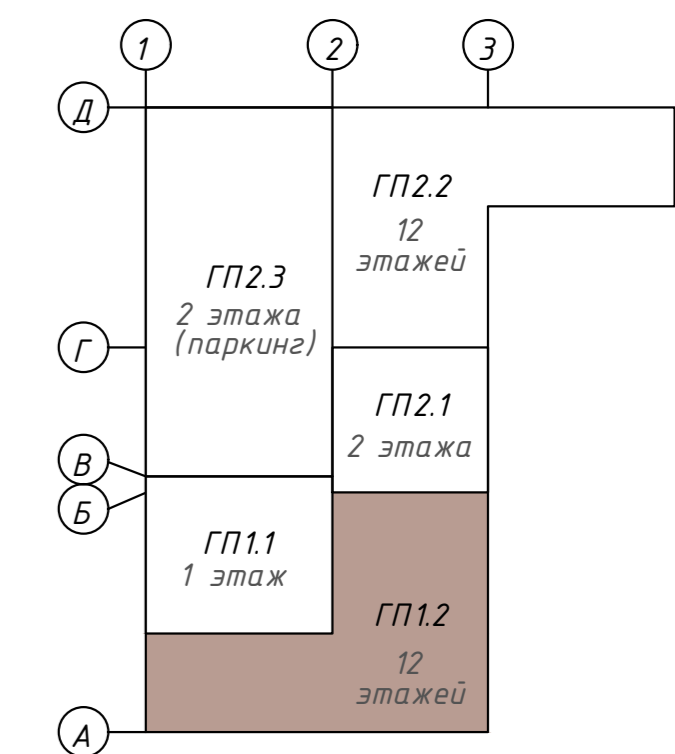 1 2 3
Д
ГП2.2
12
этажей
ГП2.3
2 этажа
(паркинг)
Г
ГП2.1
2 этажа
В
Б
ГП1.1
1 этаж
ГП1.2
12
этажей
А